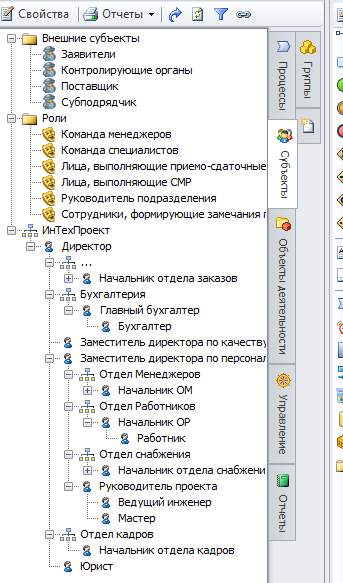 Свойства
Отчеты
Внешние субъекты
Заявители
Контролирующие органы
Поставщик
Субподрядчик
Роли
Команда менеджеров
Команда специалистов
Лица, выполняющие приемо-сдаточные
Лица, выполняющие СМР
Руководитель подразделения
Сотрудники, формирующие замечания
ИнТехПроект
Директор
...
Начальник отдела заказов
Бухгалтерия
Главный бухгалтер
Бухгалтер
Заместитель директора по качеству
Заместитель директора по персонал
Отдел Менеджеров
Начальник ОМ
Отдел Работников
Начальник ОР
Работник
Отдел снабжения
Начальник отдела снабжени
Руководитель проекта
Ведущий инженер
Мастер
Отдел кадров
Начальник отдела кадров
Юрист
Процессы
Субъекты
Объекты деятельности
Управление
Отчеты
Группы